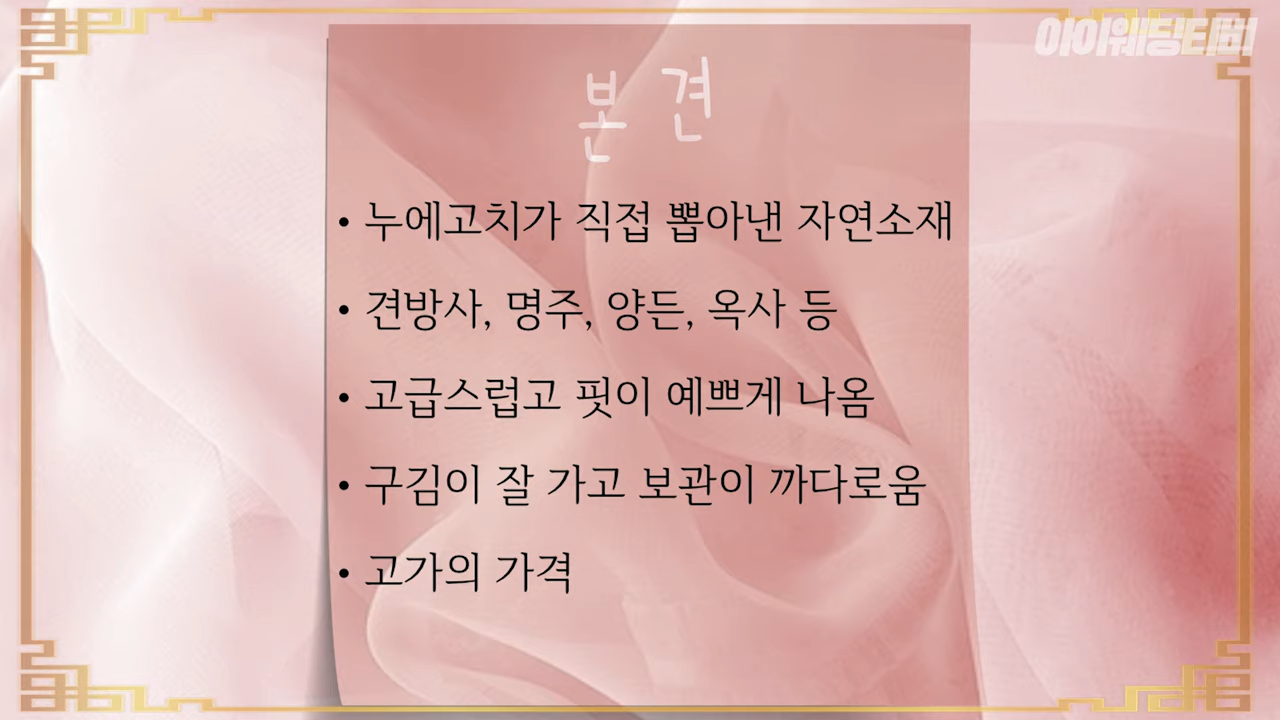 아이웨딩티비
본견
• 누에고치가 직접 뽑아낸 자연소재
• 견방사, 명주, 양든, 옥사 등
• 고급스럽고 핏이 예쁘게 나옴
• 구김이 잘 가고 보관이 까다로움
• 고가의 가격